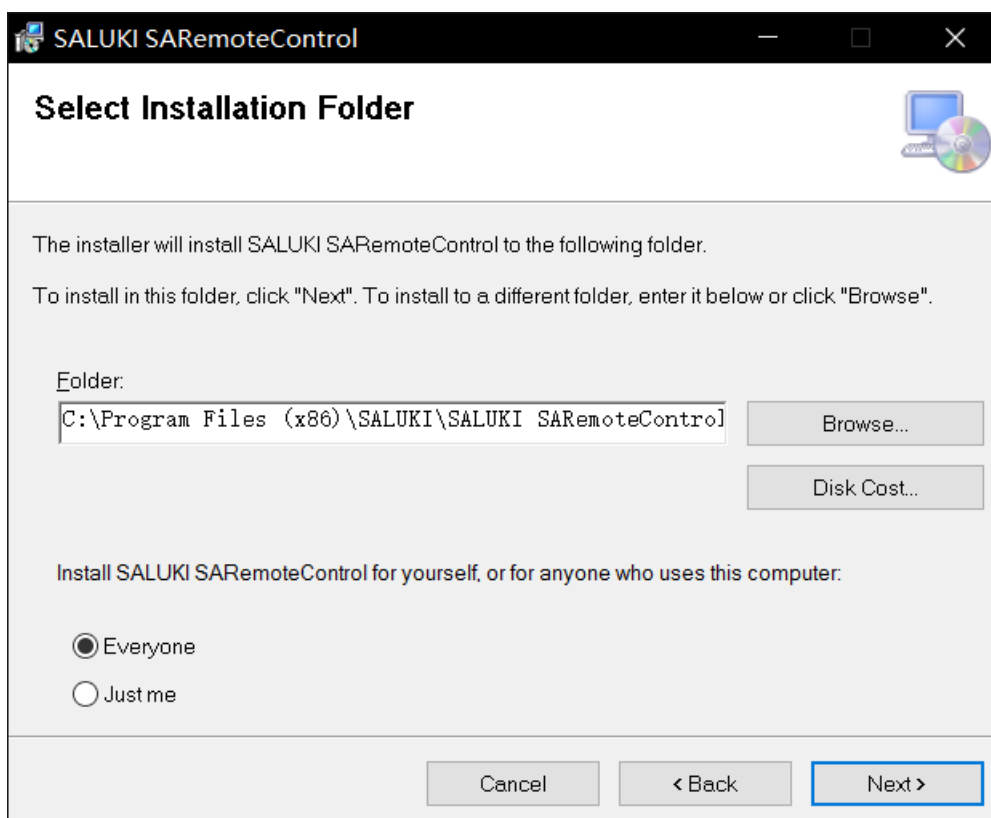 SALUKI SARemoteControl
Select Installation Folder
The installer will install SALUKI SARemoteControl to the following folder.
To install in this folder, click "Next". To install to a different folder, enter it below or click "Browse".
Folder:
C:\Program Files (x86)\SALUKI\SALUKI SARemoteControl
Browse...
Disk Cost...
Install SALUKI SARemoteControl for yourself, or for anyone who uses this computer:
Everyone
Just me
Cancel
< Back
Next >